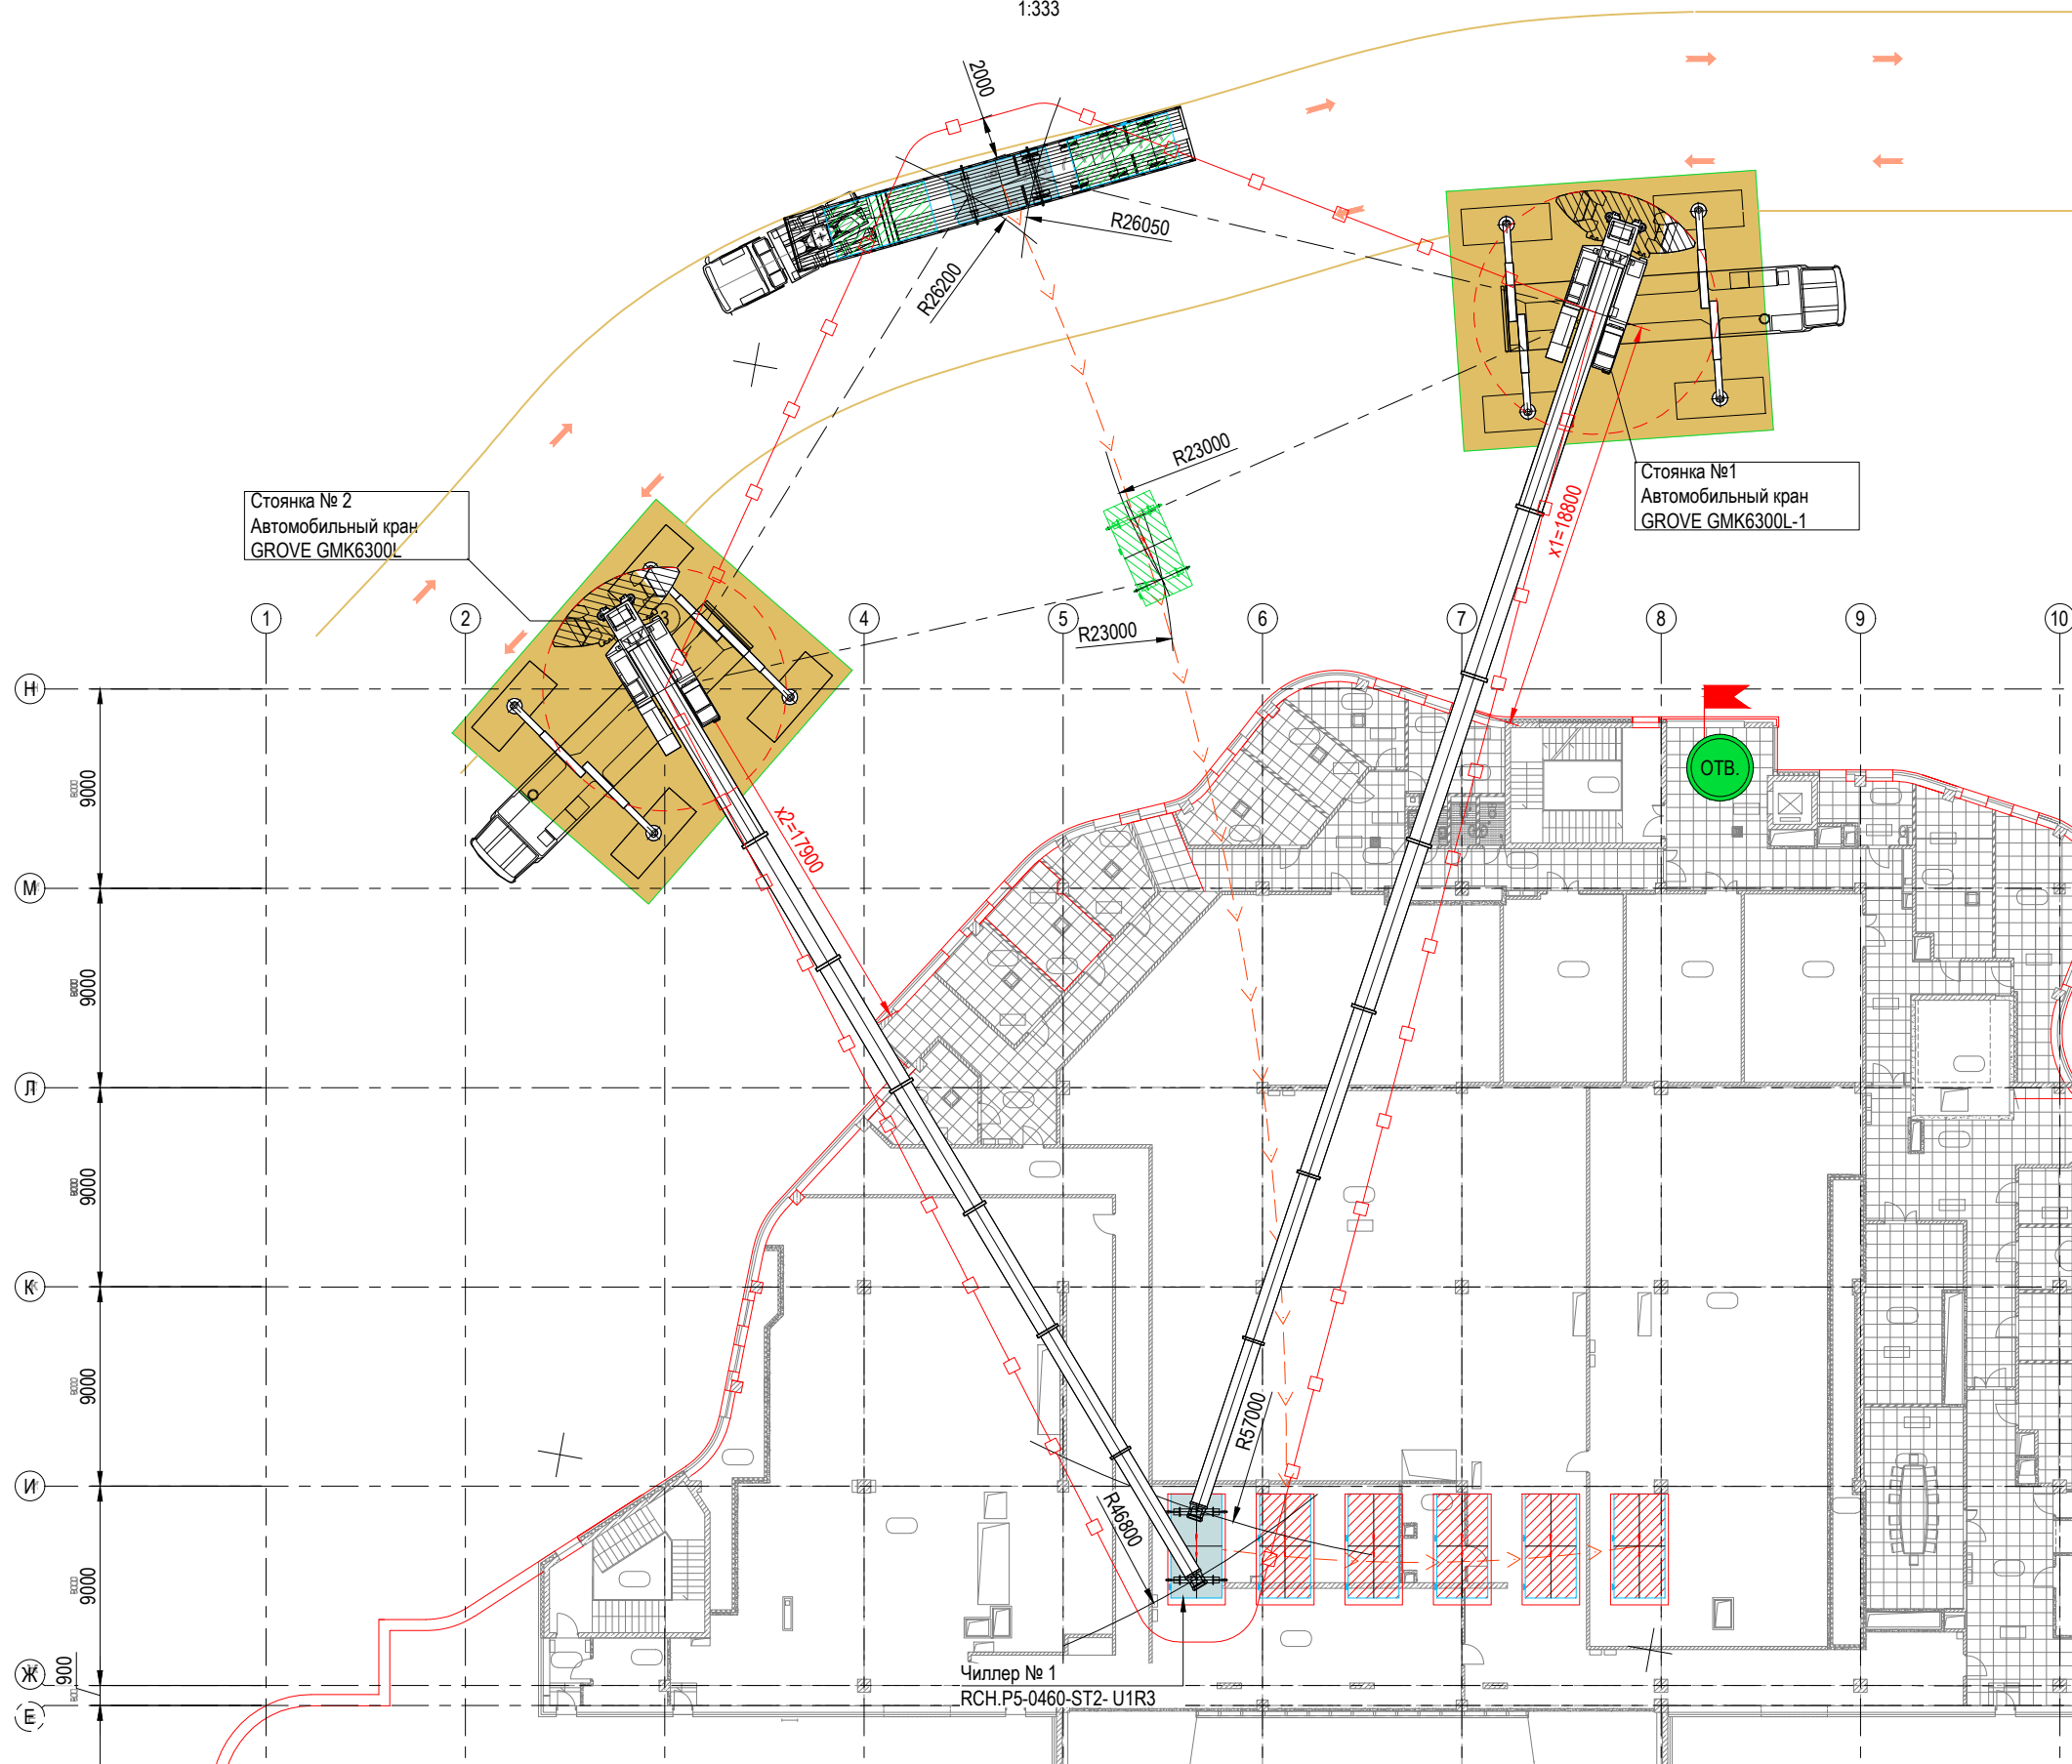 1:333
2000
R26050
R26200
R23000
Стоянка №1
Автомобильный кран
GROVE GMK6300L-1
x1=18800
Стоянка № 2
Автомобильный кран
GROVE GMK6300L
1
2
3
4
5
6
7
8
9
10
R23000
Н
ОТВ.
9000
x2=17900
М
9000
Л
9000
К
9000
R57000
И
R46800
9000
Ж
900
Чиллер № 1
RCH.P5-0460-ST2- U1R3
Е